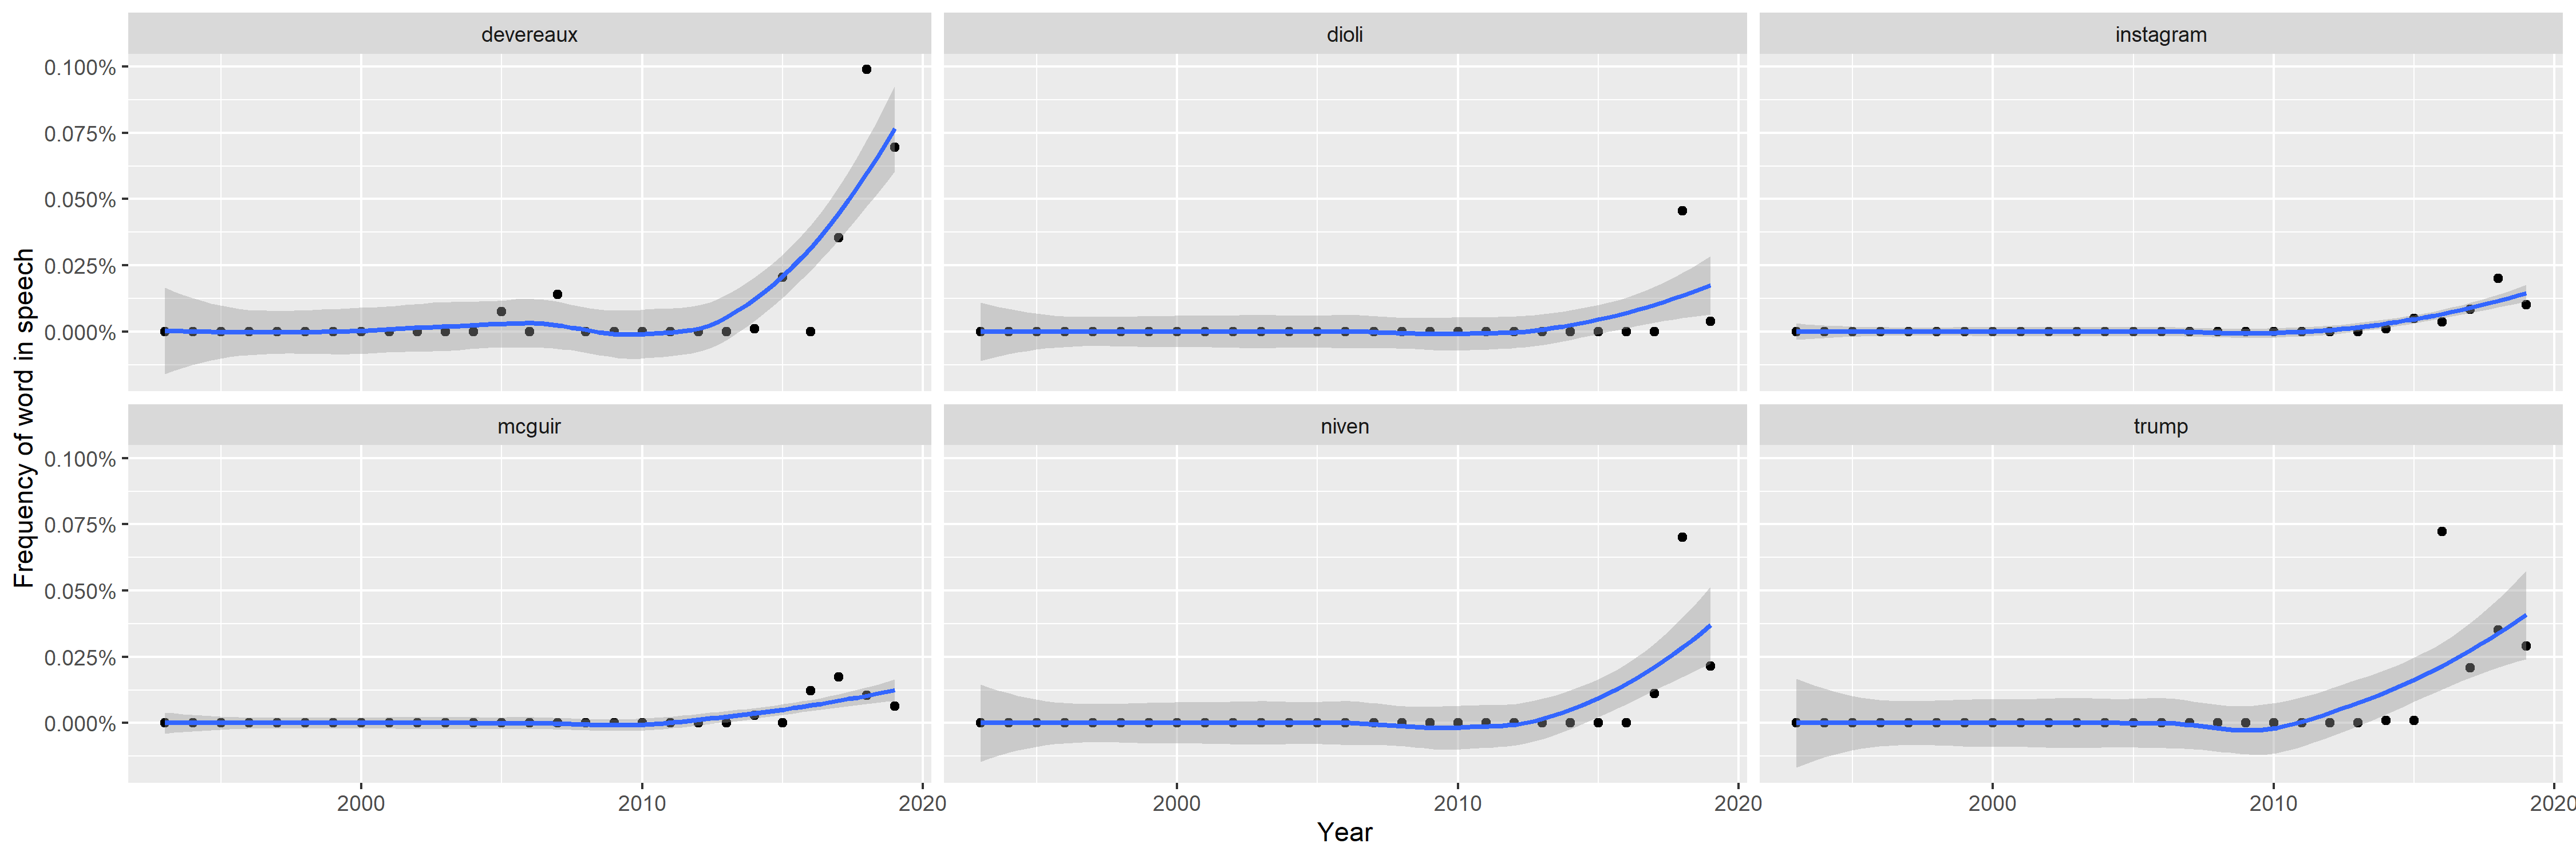 devereaux dioli instagram
0.100%
0.075%
0.050%
0.025%
0.000%
mcguir niven trump
0.100%
0.075%
0.050%
0.025%
0.000%
2000 2010 2020 2000 2010 2020 2000 2010 2020
Year
Frequency of word in speech